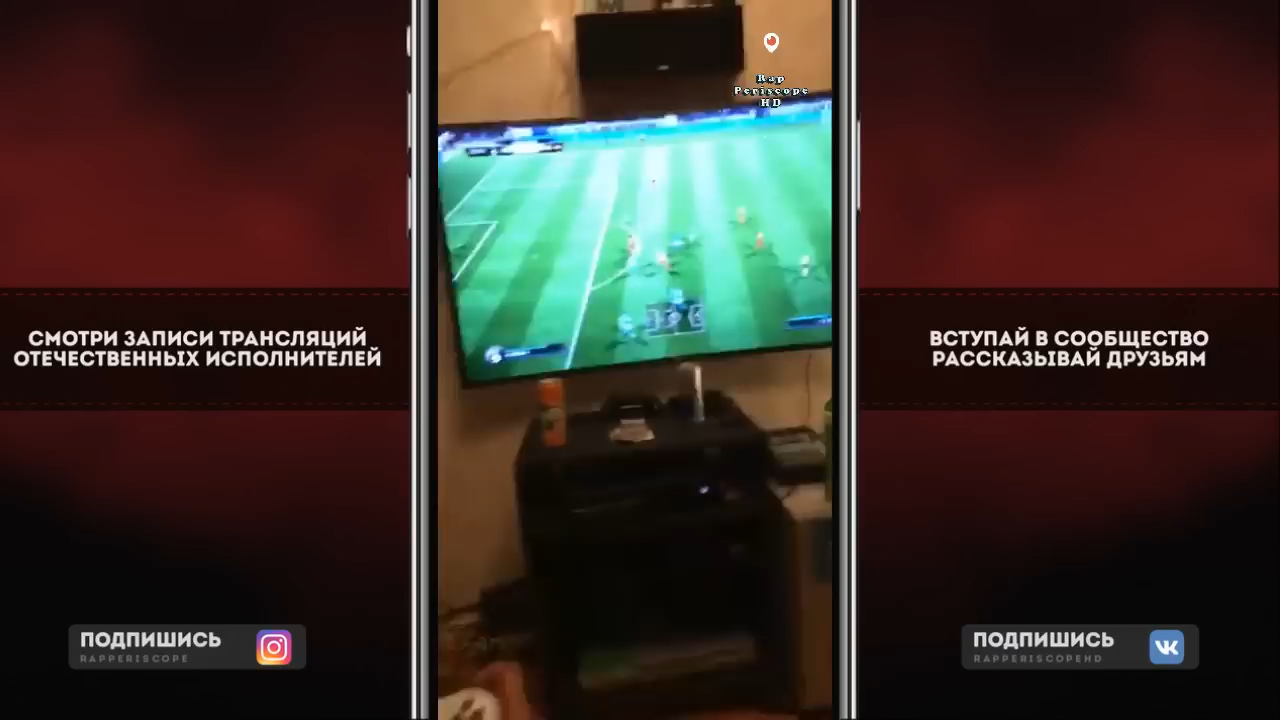 Rap
Periscope
HD
СМОТРИ ЗАПИСИ ТРАНСЛЯЦИЙ
ОТЕЧЕСТВЕННЫХ ИСПОЛНИТЕЛЕЙ
ВСТУПАЙ В СООБЩЕСТВО
РАССКАЗЫВАЙ ДРУЗЬЯМ
ПОДПИШИСЬ
RAPPERISCOPE
ПОДПИШИСЬ
RAPPERISCOPEHD